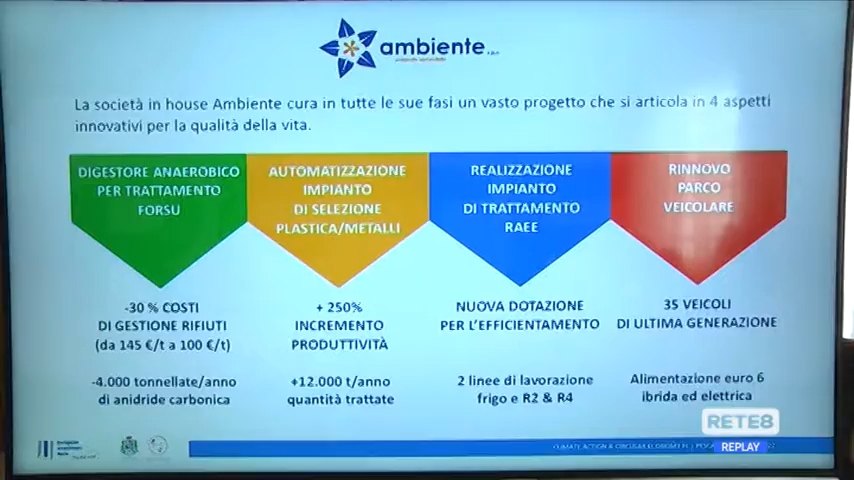 ambiente
La società in house Ambiente cura in tutte le sue fasi un vasto progetto che si articola in 4 aspetti
innovativi per la qualità della vita.
DIGESTORE ANAEROBICO
PER TRATTAMENTO
FORSU
AUTOMATIZZAZIONE
IMPIANTO
DI SELEZIONE
PLASTICA/METALLI
REALIZZAZIONE
IMPIANTO
DI TRATTAMENTO
RAEE
RINNOVO
PARCO
VEICOLARE
-30 % COSTI
DI GESTIONE RIFIUTI
(da 145 €/t a 100 €/t)
+ 250%
INCREMENTO
PRODUTTIVITÀ
NUOVA DOTAZIONE
PER L'EFFICIENTAMENTO
35 VEICOLI
DI ULTIMA GENERAZIONE
-4.000 tonnellate/anno
di anidride carbonica
+12.000 t/anno
quantità trattate
2 linee di lavorazione
frigo e R2 & R4
Alimentazione euro 6
ibrida ed elettrica
RETE8
REPLAY
CLIMATE ACTION & CIRCULAR ECONOMY